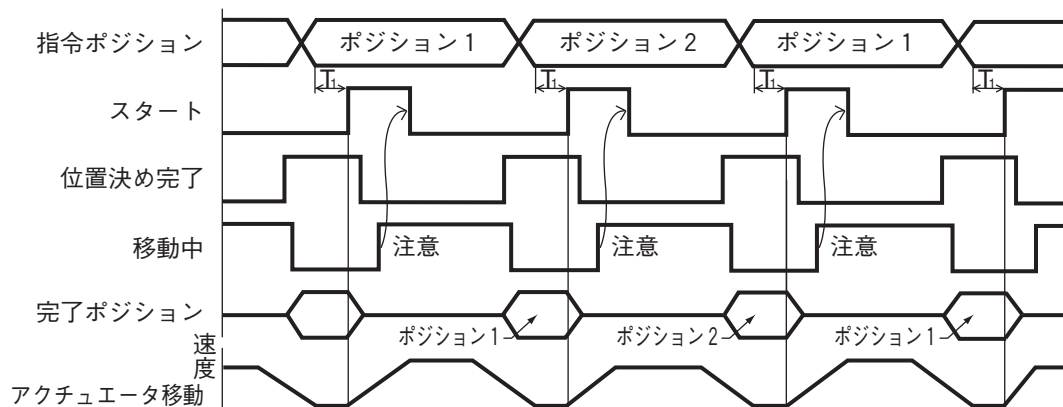 指令ポジション ポジション1 ポジション2 ポジション1
T1 T1 T1 T1
スタート
位置決め完了
移動中 注意 注意 注意
完了ポジション ポジション1 ポジション2 ポジション1
速度
アクチュエータ移動